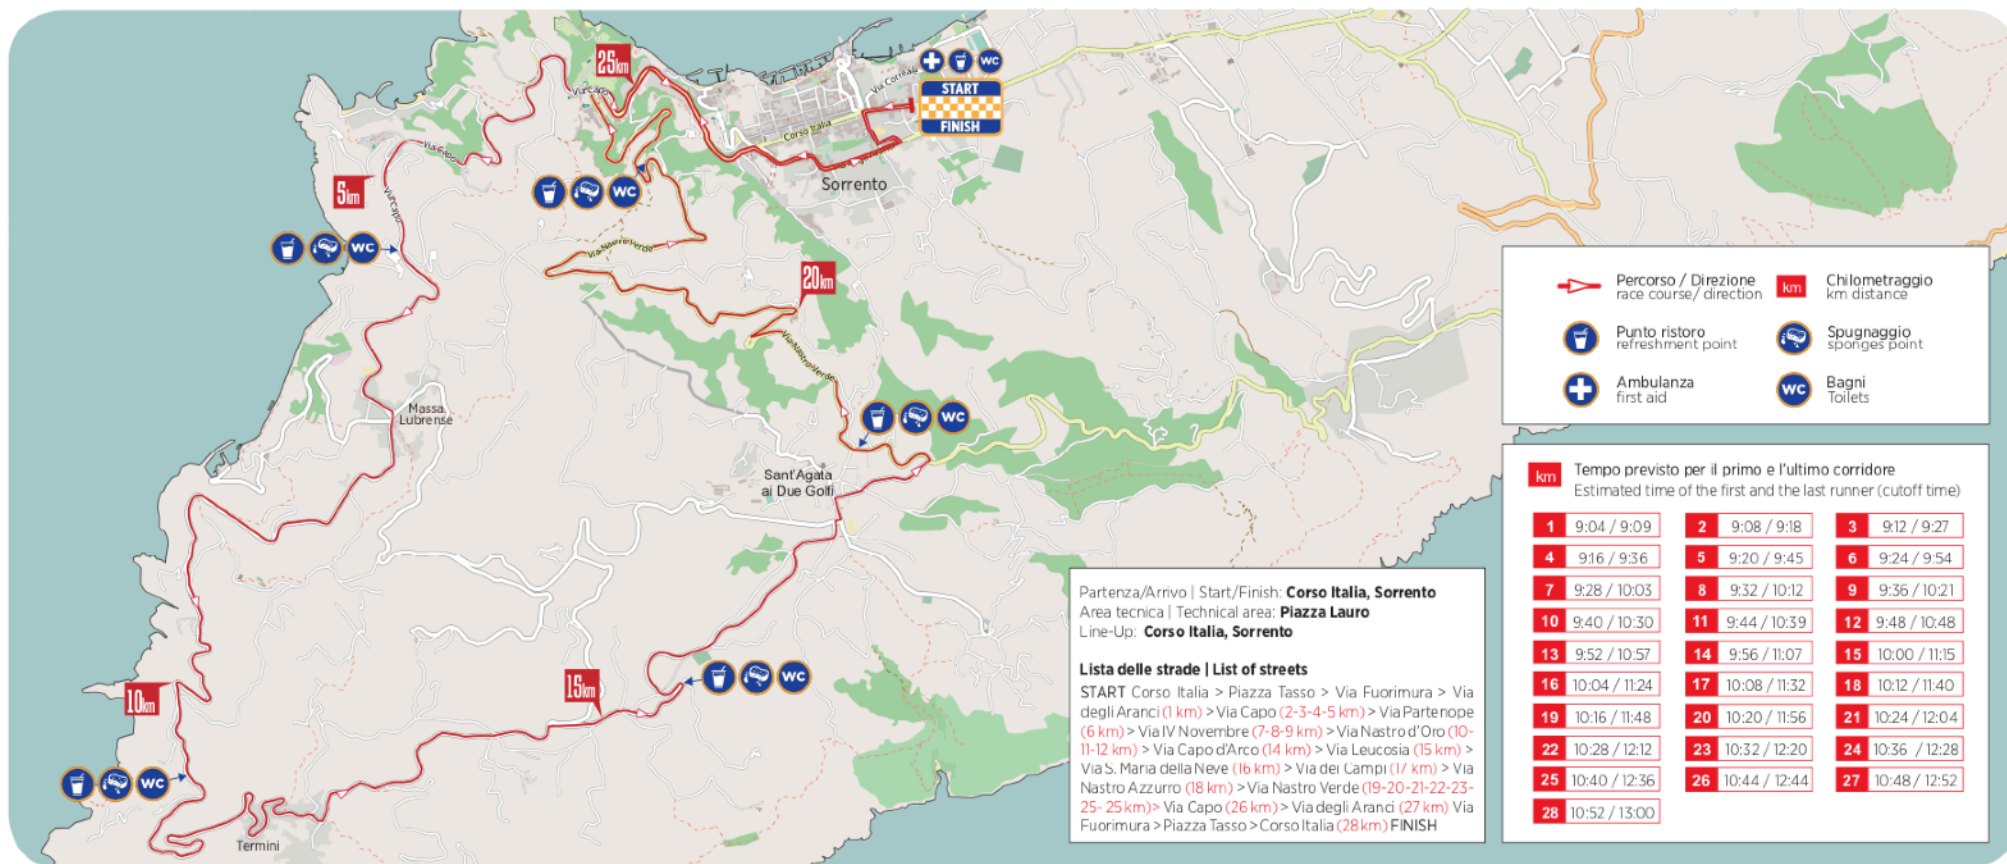 25km
Via Capo
Via Correale
WC
START
FINISH
Corso Italia
Sorrento
Via Capo
5km
Via Capo
WC
WC
Via Nastro Verde
20km
Via Nastro Verde
Massa
Lubrense
WC
Sant'Agata
ai Due Golfi
10km
15km
WC
WC
Termini
Percorso / Direzione
race course/ direction
km
Chilometraggio
km distance
Punto ristoro
refreshment point
Spugnaggio
sponges point
Ambulanza
first aid
WC
Bagni
Toilets
km
Tempo previsto per il primo e l'ultimo corridore
Estimated time of the first and the last runner (cutoff time)
1 9:04 / 9:09 2 9:08 / 9:18 3 9:12 / 9:27
4 9:16 / 9:36 5 9:20 / 9:45 6 9:24 / 9:54
7 9:28 / 10:03 8 9:32 / 10:12 9 9:36 / 10:21
10 9:40 / 10:30 11 9:44 / 10:39 12 9:48 / 10:48
13 9:52 / 10:57 14 9:56 / 11:07 15 10:00 / 11:15
16 10:04 / 11:24 17 10:08 / 11:32 18 10:12 / 11:40
19 10:16 / 11:48 20 10:20 / 11:56 21 10:24 / 12:04
22 10:28 / 12:12 23 10:32 / 12:20 24 10:36 / 12:28
25 10:40 / 12:36 26 10:44 / 12:44 27 10:48 / 12:52
28 10:52 / 13:00
Partenza/Arrivo | Start/Finish: Corso Italia, Sorrento
Area tecnica | Technical area: Piazza Lauro
Line-Up: Corso Italia, Sorrento
Lista delle strade | List of streets
START Corso Italia > Piazza Tasso > Via Fuorimura > Via
degli Aranci (1 km) > Via Capo (2-3-4-5 km) > Via Partenope
(6 km) > Via IV Novembre (7-8-9 km) > Via Nastro d'Oro (10-
11-12 km) > Via Capo d'Arco (14 km) > Via Leucosia (15 km) >
Via S. Maria della Neve (16 km) > Via dei Campi (17 km) > Via
Nastro Azzurro (18 km) > Via Nastro Verde (19-20-21-22-23-
25- 25 km)> Via Capo (26 km) > Via degli Aranci (27 km) Via
Fuorimura > Piazza Tasso > Corso Italia (28 km) FINISH